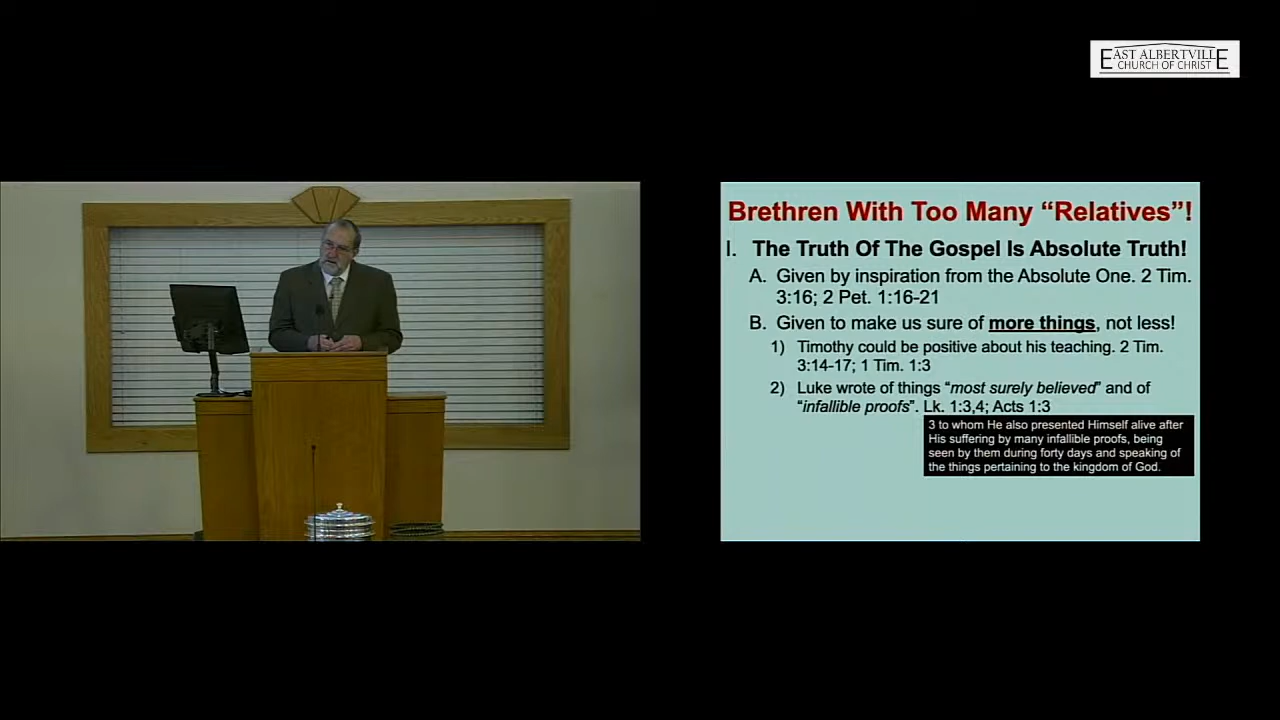 EAST ALBERTVILLE
CHURCH OF CHRIST
Brethren With Too Many “Relatives”!
I. The Truth Of The Gospel Is Absolute Truth!
A. Given by inspiration from the Absolute One. 2 Tim.
3:16; 2 Pet. 1:16-21
B. Given to make us sure of more things, not less!
1) Timothy could be positive about his teaching. 2 Tim.
3:14-17; 1 Tim. 1:3
2) Luke wrote of things “most surely believed” and of
“infallible proofs”. Lk. 1:3,4; Acts 1:3
3 to whom He also presented Himself alive after
His suffering by many infallible proofs, being
seen by them during forty days and speaking of
the things pertaining to the kingdom of God.